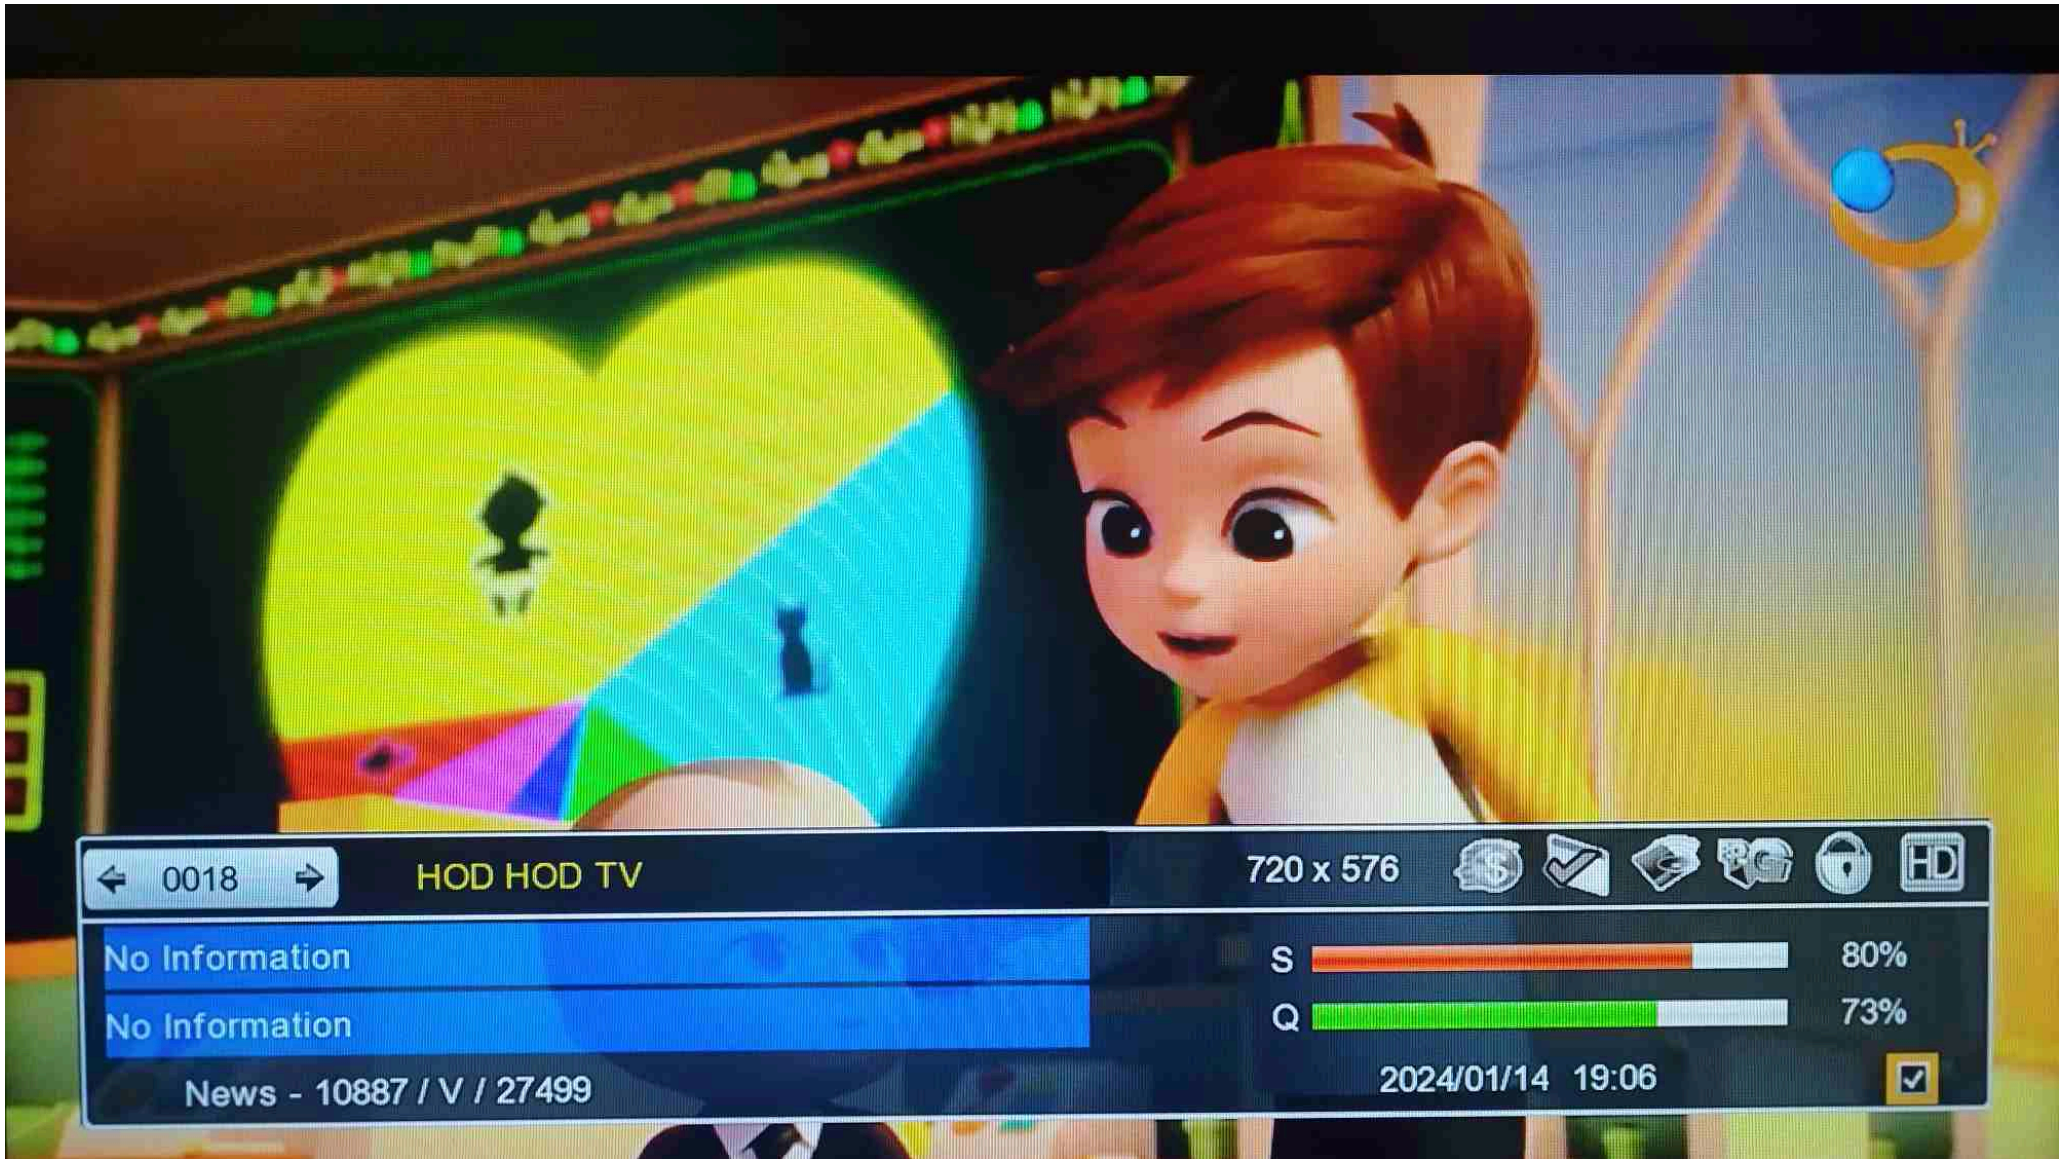 0018
HOD HOD TV
720 x 576
$
HD
No Information
No Information
S 80%
Q 73%
News - 10887 / V / 27499
2024/01/14 19:06